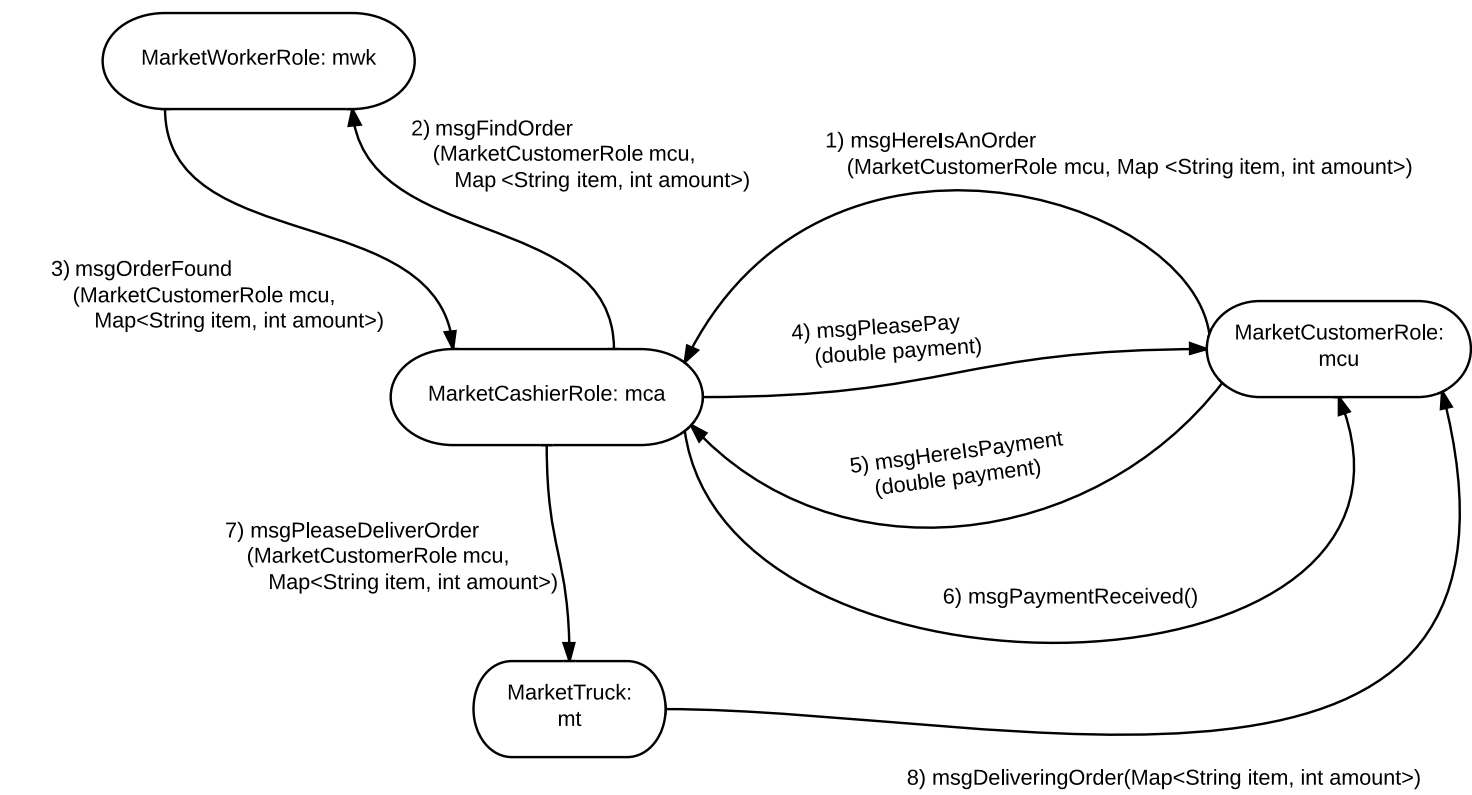 MarketWorkerRole: mwk
2) msgFindOrder
(MarketCustomerRole mcu,
Map <String item, int amount>)
1) msgHereIsAnOrder
(MarketCustomerRole mcu, Map <String item, int amount>)
3) msgOrderFound
(MarketCustomerRole mcu,
Map<String item, int amount>)
4) msgPleasePay
(double payment)
MarketCustomerRole:
mcu
MarketCashierRole: mca
5) msgHereIsPayment
(double payment)
7) msgPleaseDeliverOrder
(MarketCustomerRole mcu,
Map<String item, int amount>)
6) msgPaymentReceived()
MarketTruck:
mt
8) msgDeliveringOrder(Map<String item, int amount>)